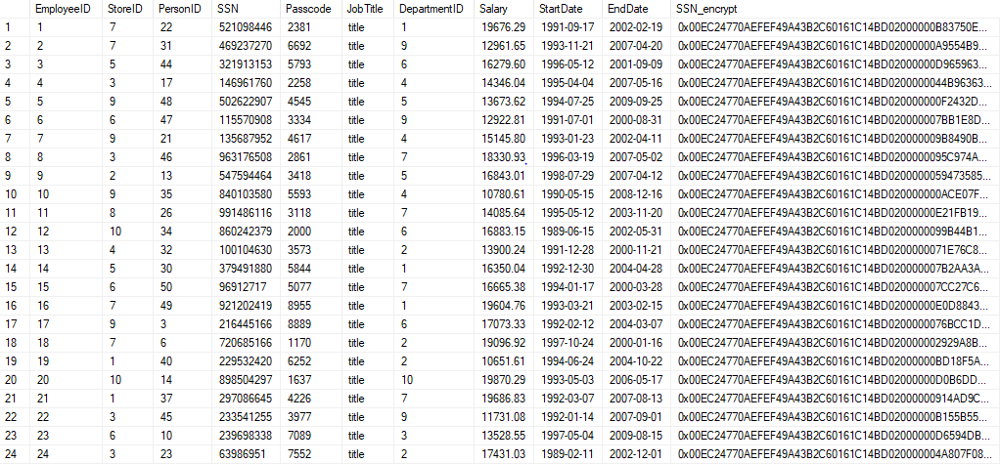 EmployeeID StoreID PersonID SSN Passcode JobTitle DepartmentID Salary StartDate EndDate SSN_encrypt
1 1 7 22 521098446 2381 title 1 19676.29 1991-09-17 2002-02-19 0x00EC24770AEFEF49A43B2C60161C14BD02000000B83750E...
2 2 7 31 469237270 6692 title 9 12961.65 1993-11-21 2007-04-20 0x00EC24770AEFEF49A43B2C60161C14BD02000000A9554B9...
3 3 5 44 321913153 5793 title 6 16279.60 1996-05-12 2001-09-09 0x00EC24770AEFEF49A43B2C60161C14BD02000000D965963...
4 4 3 17 146961760 2258 title 4 14346.04 1995-04-04 2007-05-16 0x00EC24770AEFEF49A43B2C60161C14BD0200000044B96363...
5 5 9 48 502622907 4545 title 5 13673.62 1994-07-25 2009-09-25 0x00EC24770AEFEF49A43B2C60161C14BD02000000F2432D...
6 6 6 47 115570908 3334 title 9 12922.81 1991-07-01 2000-08-31 0x00EC24770AEFEF49A43B2C60161C14BD020000007BB1E8D...
7 7 9 21 135687952 4617 title 4 15145.80 1993-01-23 2002-04-11 0x00EC24770AEFEF49A43B2C60161C14BD020000009B8490B...
8 8 3 46 963176508 2861 title 7 18330.93 1996-03-19 2007-05-02 0x00EC24770AEFEF49A43B2C60161C14BD02000000095C974A...
9 9 2 13 547594464 3418 title 5 16843.01 1998-07-29 2007-04-12 0x00EC24770AEFEF49A43B2C60161C14BD0200000059473585...
10 10 9 35 840103580 5593 title 4 10780.61 1990-05-15 2008-12-16 0x00EC24770AEFEF49A43B2C60161C14BD02000000ACE07F...
11 11 8 26 991486116 3118 title 7 14085.64 1995-05-12 2003-11-20 0x00EC24770AEFEF49A43B2C60161C14BD02000000E21FB19...
12 12 10 34 860242379 2000 title 6 16883.15 1989-06-15 2002-05-31 0x00EC24770AEFEF49A43B2C60161C14BD0200000099B44B1...
13 13 4 32 100104630 3573 title 2 13900.24 1991-12-28 2000-11-21 0x00EC24770AEFEF49A43B2C60161C14BD0200000071E76C8...
14 14 5 30 379491880 5844 title 1 16350.04 1992-12-30 2004-04-28 0x00EC24770AEFEF49A43B2C60161C14BD020000007B2AA3A...
15 15 6 50 96912717 5077 title 7 16665.38 1994-01-17 2000-03-28 0x00EC24770AEFEF49A43B2C60161C14BD020000007CC27C6...
16 16 7 49 921202419 8955 title 1 19604.76 1993-03-21 2003-02-15 0x00EC24770AEFEF49A43B2C60161C14BD02000000E0D8843...
17 17 9 3 216445166 8889 title 6 17073.33 1992-02-12 2004-03-07 0x00EC24770AEFEF49A43B2C60161C14BD0200000076BCC1D...
18 18 7 6 720685166 1170 title 2 19096.92 1997-10-24 2000-01-16 0x00EC24770AEFEF49A43B2C60161C14BD020000002929A8B...
19 19 1 40 229532420 6252 title 2 10651.61 1994-06-24 2004-10-22 0x00EC24770AEFEF49A43B2C60161C14BD02000000BD18F5A...
20 20 10 14 898504297 1637 title 10 19870.29 1993-05-03 2006-05-17 0x00EC24770AEFEF49A43B2C60161C14BD02000000D0B6DD...
21 21 1 37 297086645 4226 title 7 19686.83 1992-03-07 2007-08-13 0x00EC24770AEFEF49A43B2C60161C14BD02000000914AD9C...
22 22 3 45 233541255 3977 title 9 11731.08 1992-01-14 2007-09-01 0x00EC24770AEFEF49A43B2C60161C14BD02000000B155B55...
23 23 6 10 239698338 7089 title 3 13528.55 1997-05-04 2009-08-15 0x00EC24770AEFEF49A43B2C60161C14BD02000000D6594DB...
24 24 3 23 63986951 7552 title 2 17431.03 1989-02-11 2002-12-01 0x00EC24770AEFEF49A43B2C60161C14BD020000004A807F08...